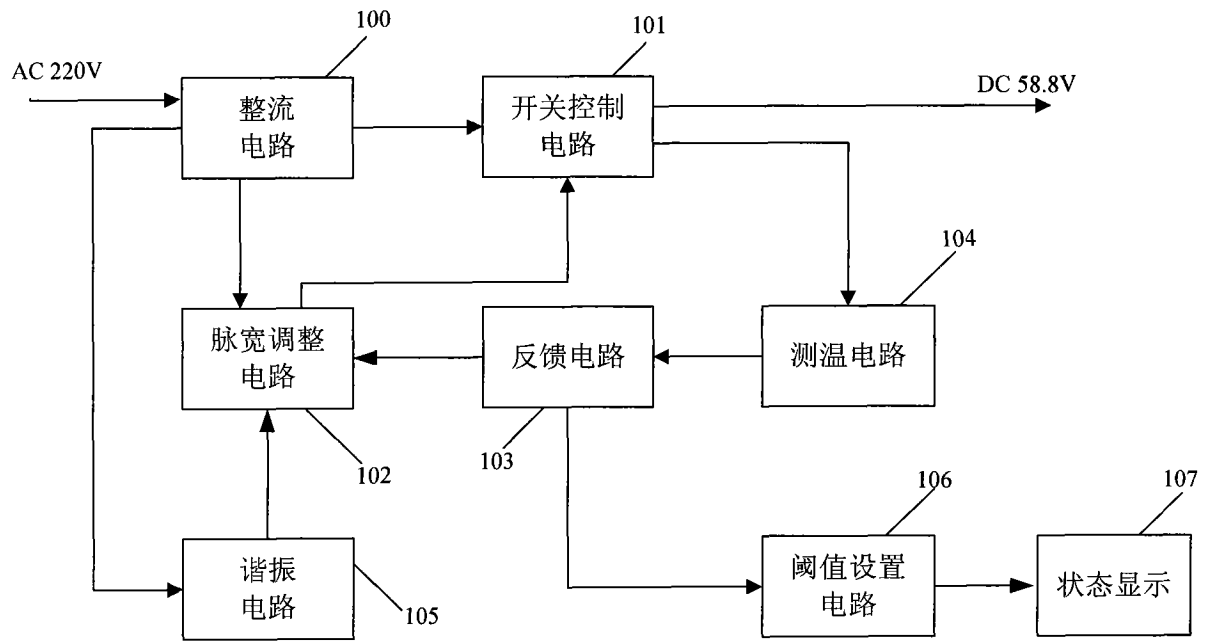 100
101
AC 220V
DC 58.8V
整流
电路
开关控制
电路
104
脉宽调整
电路
反馈电路
测温电路
102
103
106
107
谐振
电路
105
阈值设置
电路
状态显示